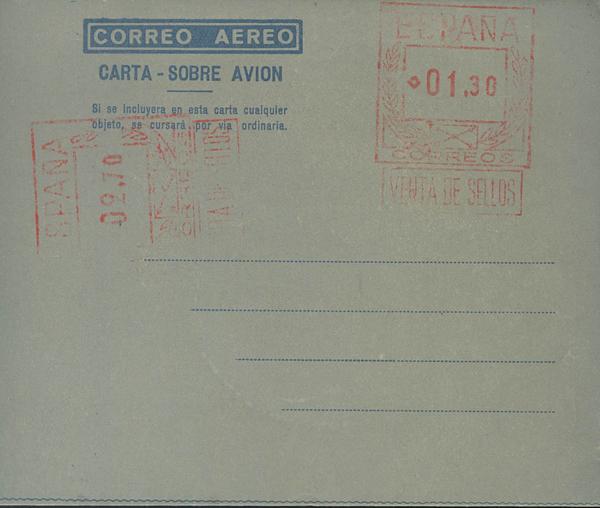 CORREO AEREO
CARTA - SOBRE AVION
Si se incluyera en esta carta cualquier
objeto, se cursará por via ordinaria.
ESPAÑA
01,30
CORREOS
VENTA DE SELLOS
ESPAÑA
02,70